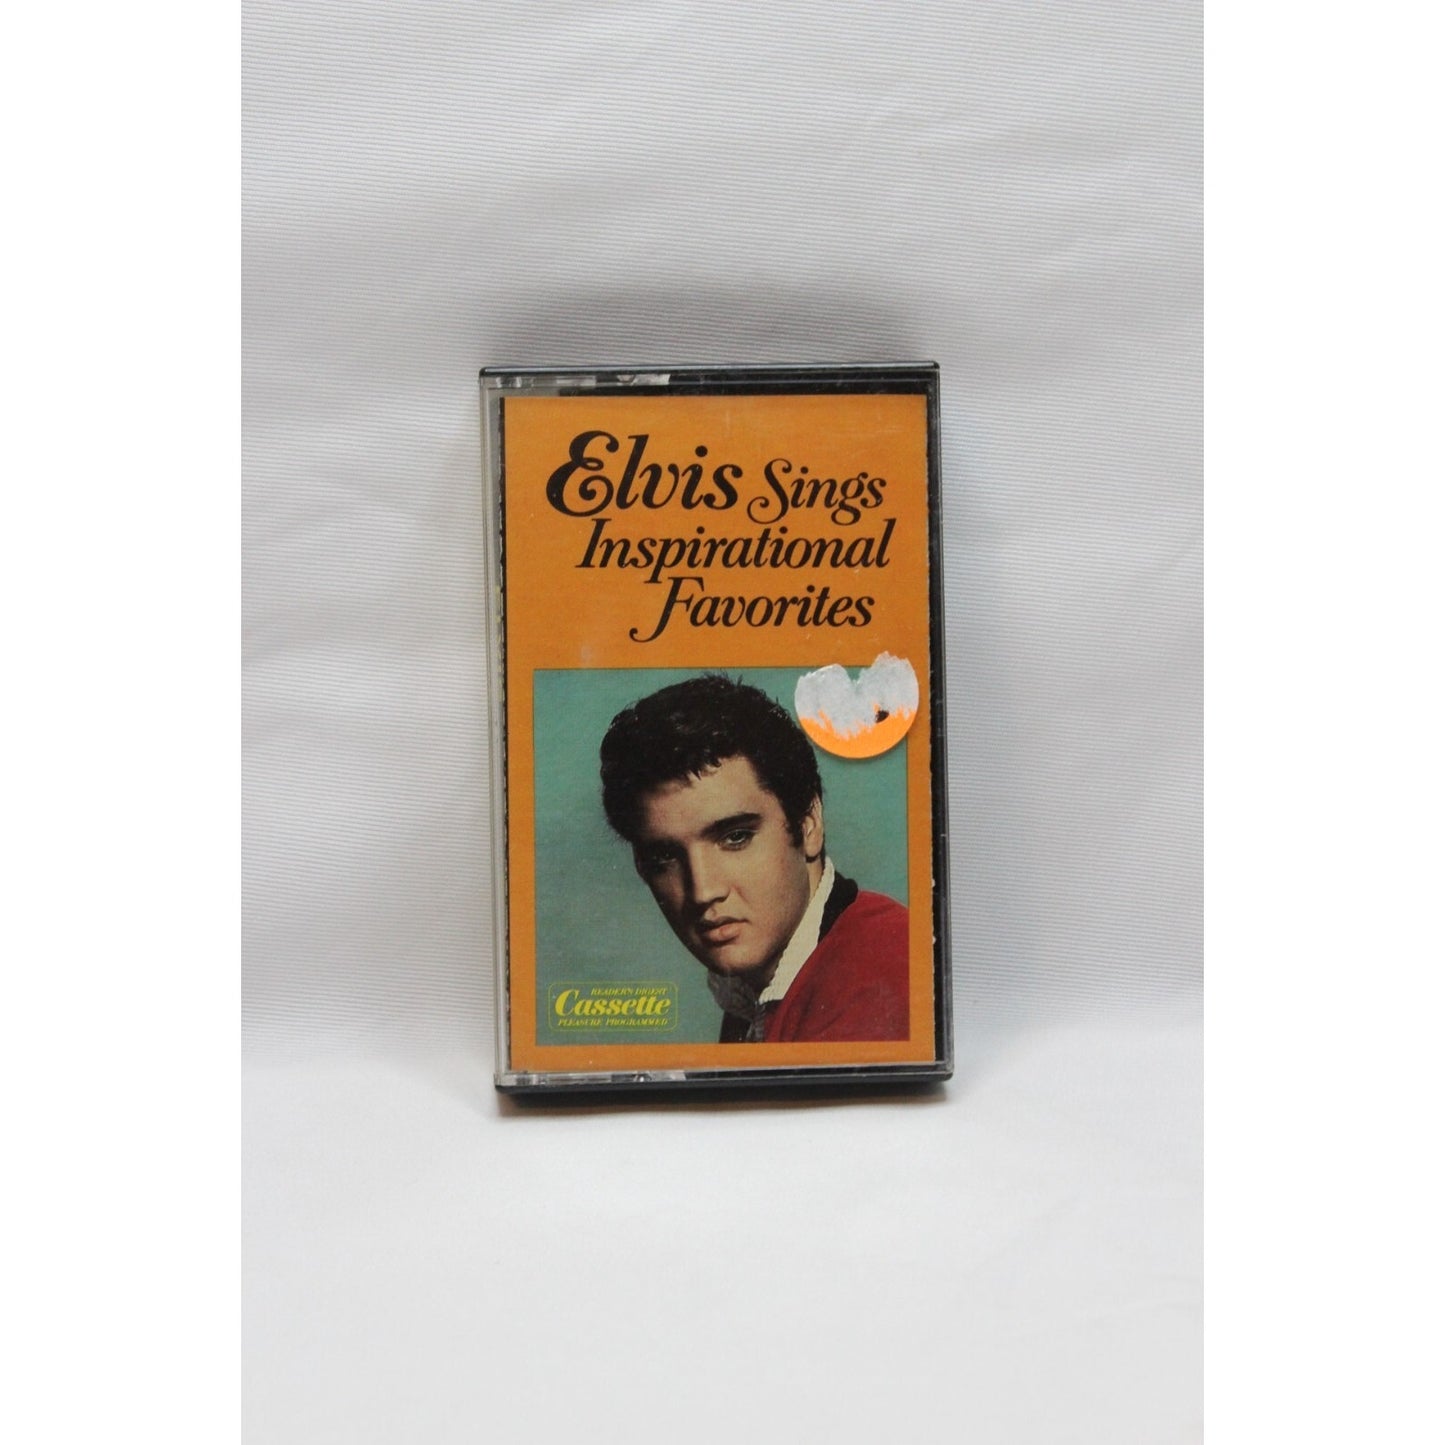 Elvis Sings
Inspirational
Favorites
READER'S DIGEST
Cassette
PLEASURE PROGRAMMED